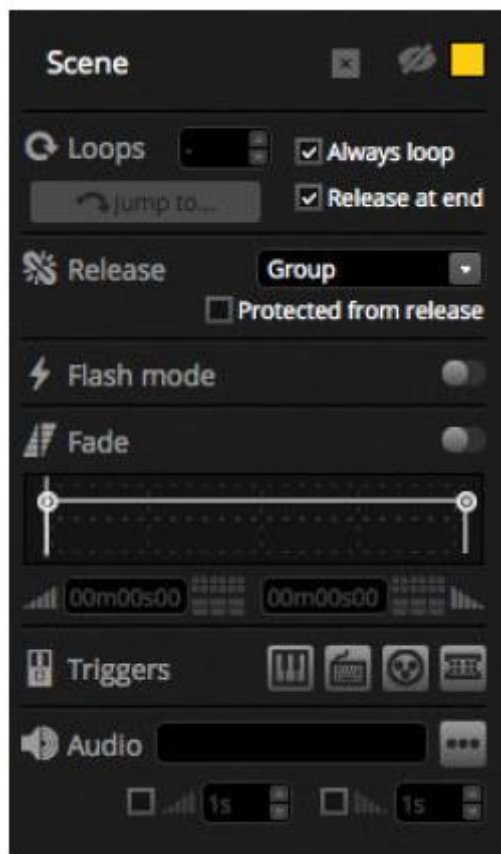 Scene
Loops - Always loop
Jump to... Release at end
Release Group
Protected from release
Flash mode
Fade
00m00s00 00m00s00
Triggers
Audio
1s 1s